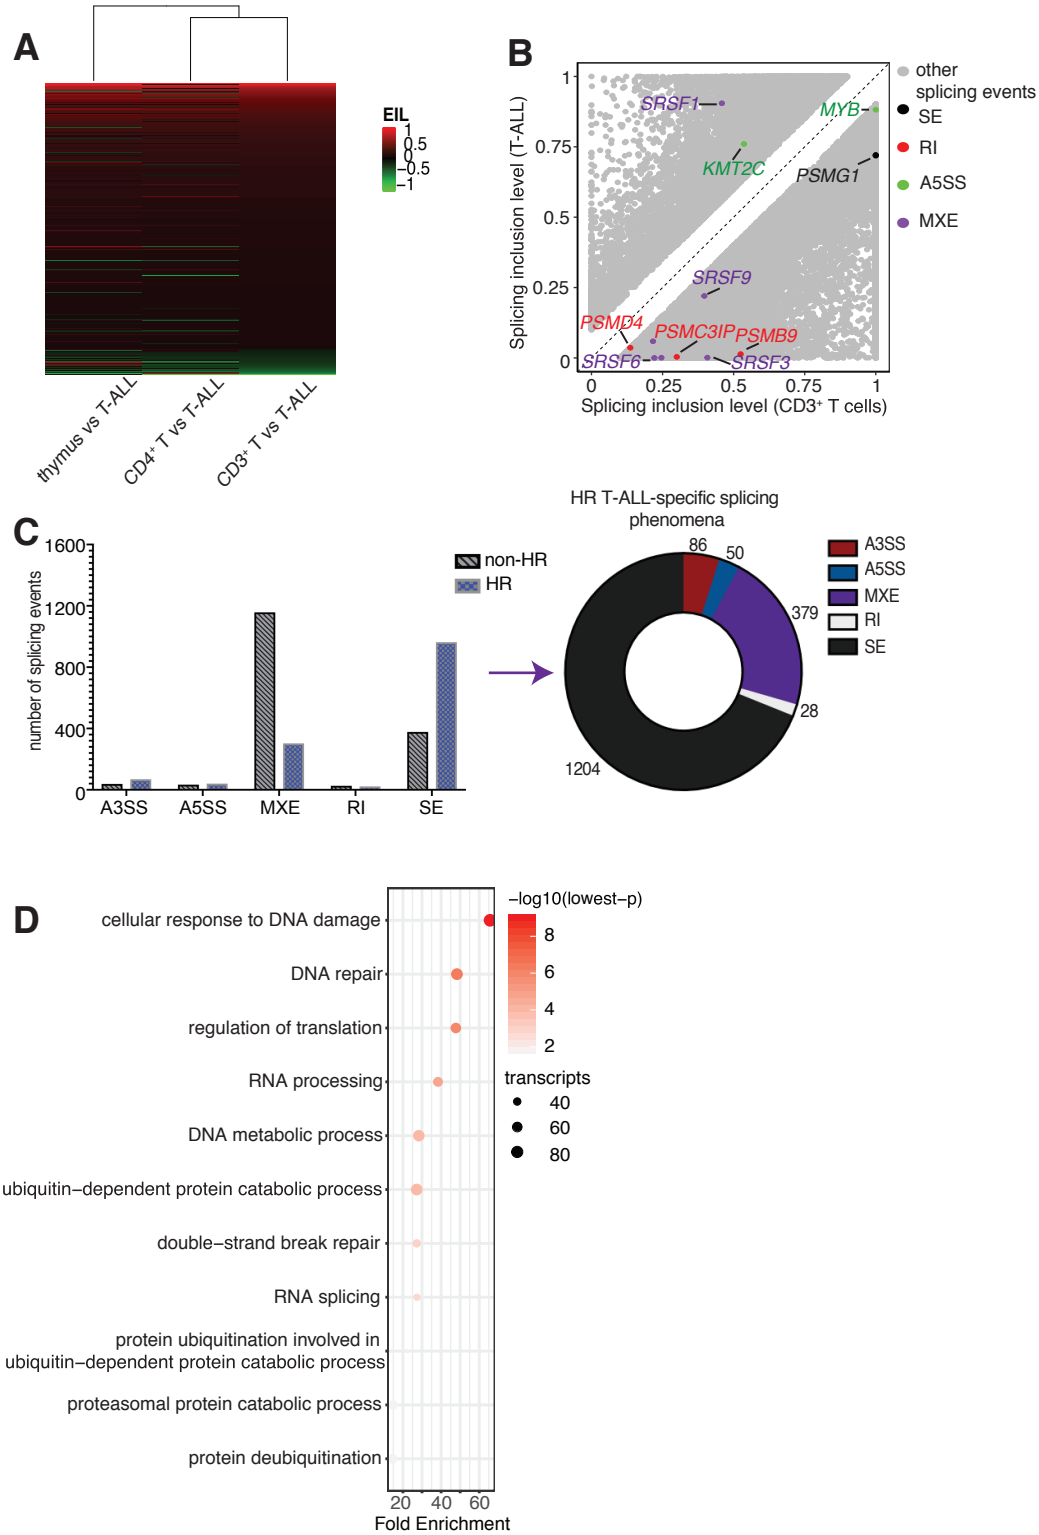 A
EIL
1
0.5
0
−0.5
−1
thymus vs T-ALL
CD4+ T vs T-ALL
CD3+ T vs T-ALL
B
Splicing inclusion level (T-ALL)
1
0.75
0.5
0.25
0
SRSF1
MYB
KMT2C
PSMG1
SRSF9
PSMD4
PSMC3IP
PSMB9
SRSF6
SRSF3
0
0.25
0.5
0.75
1
Splicing inclusion level (CD3+ T cells)
other
splicing events
SE
RI
A5SS
MXE
C
number of splicing events
1600
1200
800
400
0
A3SS
A5SS
MXE
RI
SE
non-HR
HR
HR T-ALL-specific splicing
phenomena
86
50
379
28
1204
A3SS
A5SS
MXE
RI
SE
D
cellular response to DNA damage
DNA repair
regulation of translation
RNA processing
DNA metabolic process
ubiquitin−dependent protein catabolic process
double−strand break repair
RNA splicing
protein ubiquitination involved in
ubiquitin−dependent protein catabolic process
proteasomal protein catabolic process
protein deubiquitination
20
40
60
Fold Enrichment
−log10(lowest−p)
8
6
4
2
transcripts
40
60
80